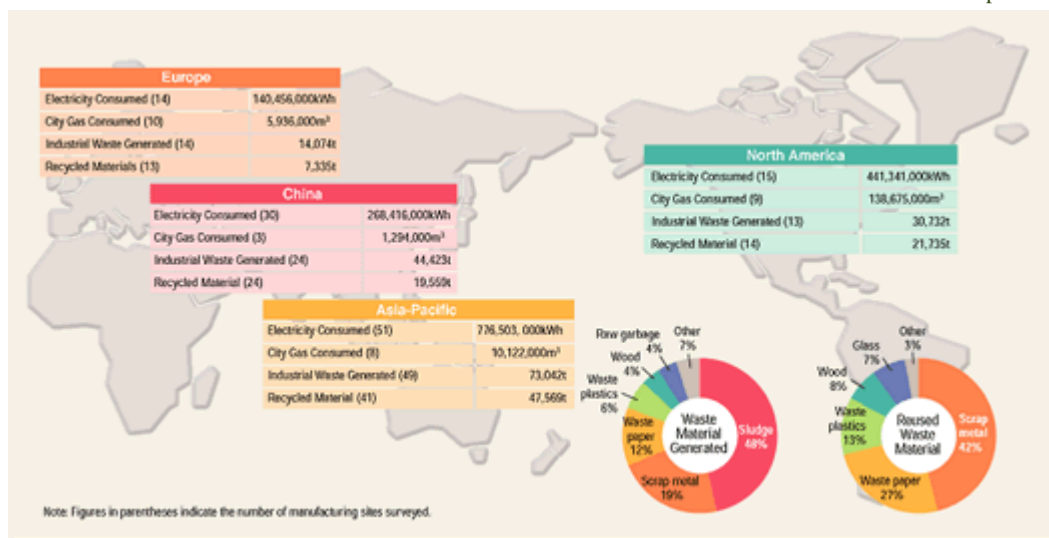 Europe
Electricity Consumed (14) 140,456,000kWh
City Gas Consumed (10) 5,936,000m³
Industrial Waste Generated (14) 14,074t
Recycled Materials (13) 7,335t
China
Electricity Consumed (30) 268,416,000kWh
City Gas Consumed (3) 1,294,000m³
Industrial Waste Generated (24) 44,423t
Recycled Material (24) 19,559t
Asia-Pacific
Electricity Consumed (51) 776,503, 000kWh
City Gas Consumed (8) 10,122,000m³
Industrial Waste Generated (49) 73,042t
Recycled Material (41) 47,569t
North America
Electricity Consumed (15) 441,341,000kWh
City Gas Consumed (9) 138,675,000m³
Industrial Waste Generated (13) 30,732t
Recycled Material (14) 21,735t
Waste
Material
Generated
Sludge
48%
Scrap metal
19%
Waste
paper
12%
Waste
plastics
6%
Wood
4%
Raw garbage
4%
Other
7%
Reused
Waste
Material
Scrap
metal
42%
Waste paper
27%
Waste
plastics
13%
Wood
8%
Glass
7%
Other
3%
Note: Figures in parentheses indicate the number of manufacturing sites surveyed.